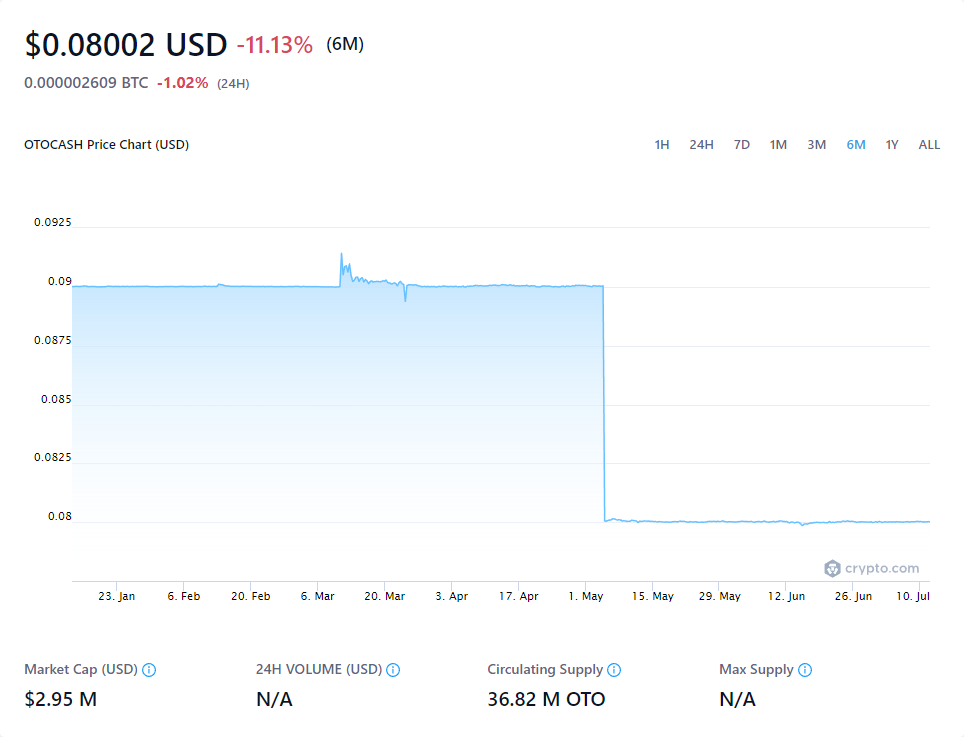 $0.08002 USD -11.13% (6M)
0.000002609 BTC -1.02% (24H)
OTOCASH Price Chart (USD)
1H 24H 7D 1M 3M 6M 1Y ALL
0.0925
0.09
0.0875
0.085
0.0825
0.08
crypto.com
23. Jan 6. Feb 20. Feb 6. Mar 20. Mar 3. Apr 17. Apr 1. May 15. May 29. May 12. Jun 26. Jun 10. Jul
Market Cap (USD) 24H VOLUME (USD) Circulating Supply Max Supply
$2.95 M N/A 36.82 M OTO N/A